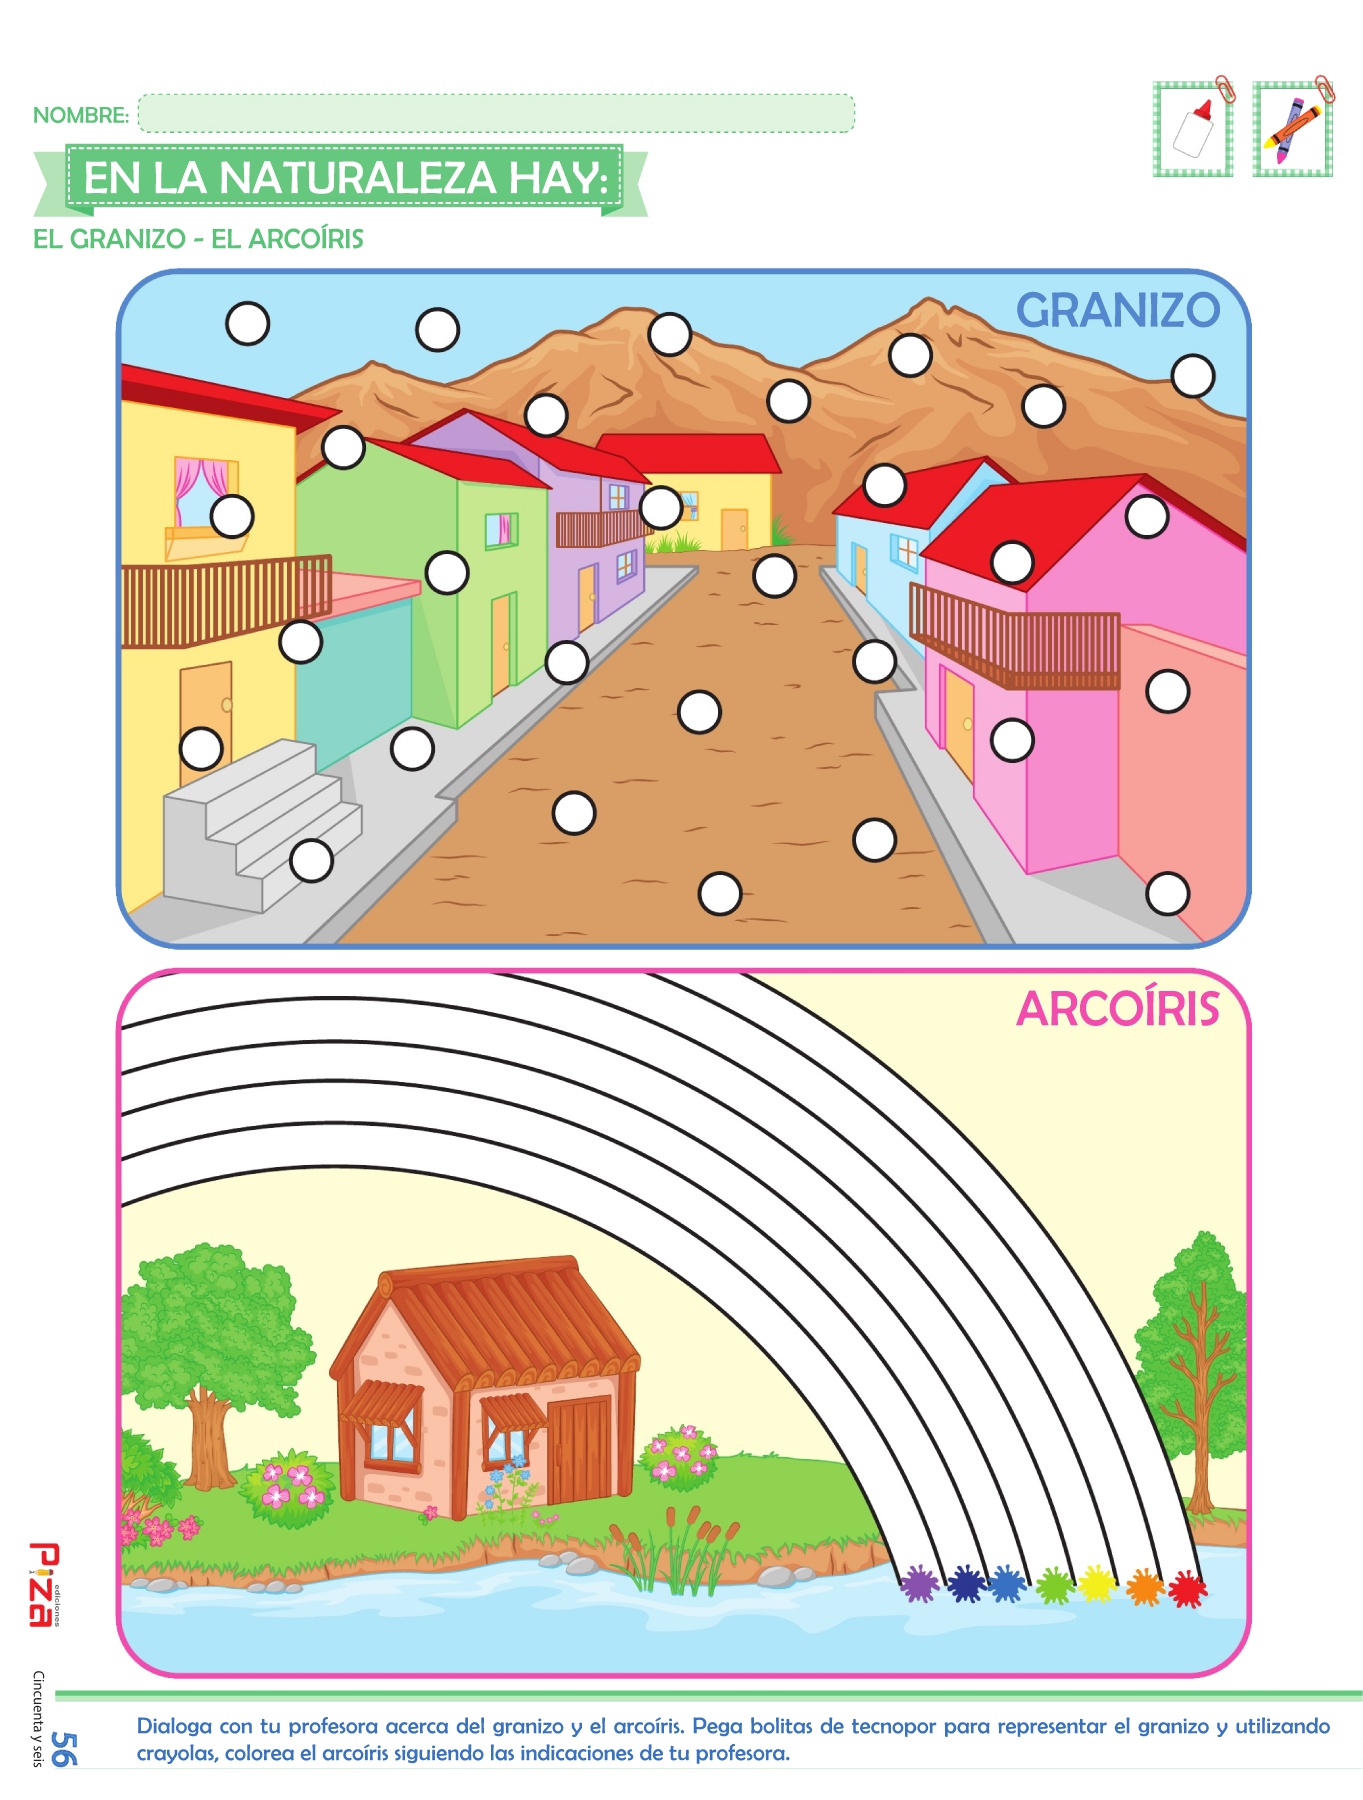 NOMBRE:
EN LA NATURALEZA HAY:
EL GRANIZO - EL ARCOÍRIS
GRANIZO
ARCOÍRIS
Piza
ediciones
Cincuenta y seis
56
Dialoga con tu profesora acerca del granizo y el arcoíris. Pega bolitas de tecnopor para representar el granizo y utilizando
crayolas, colorea el arcoíris siguiendo las indicaciones de tu profesora.